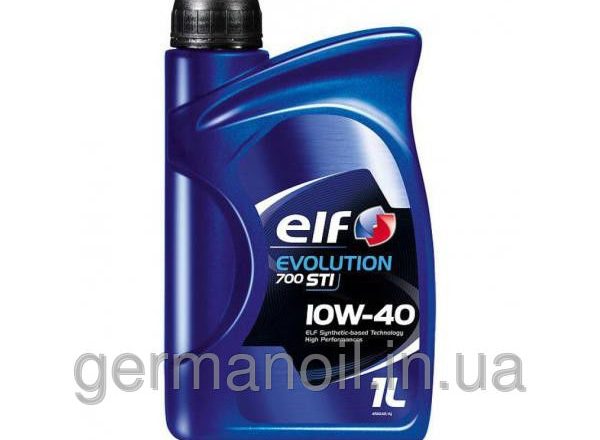 elf
EVOLUTION
700 STI
10W-40
ELF Synthetic-based Technology
High Performances
germanoil.in.ua
1L